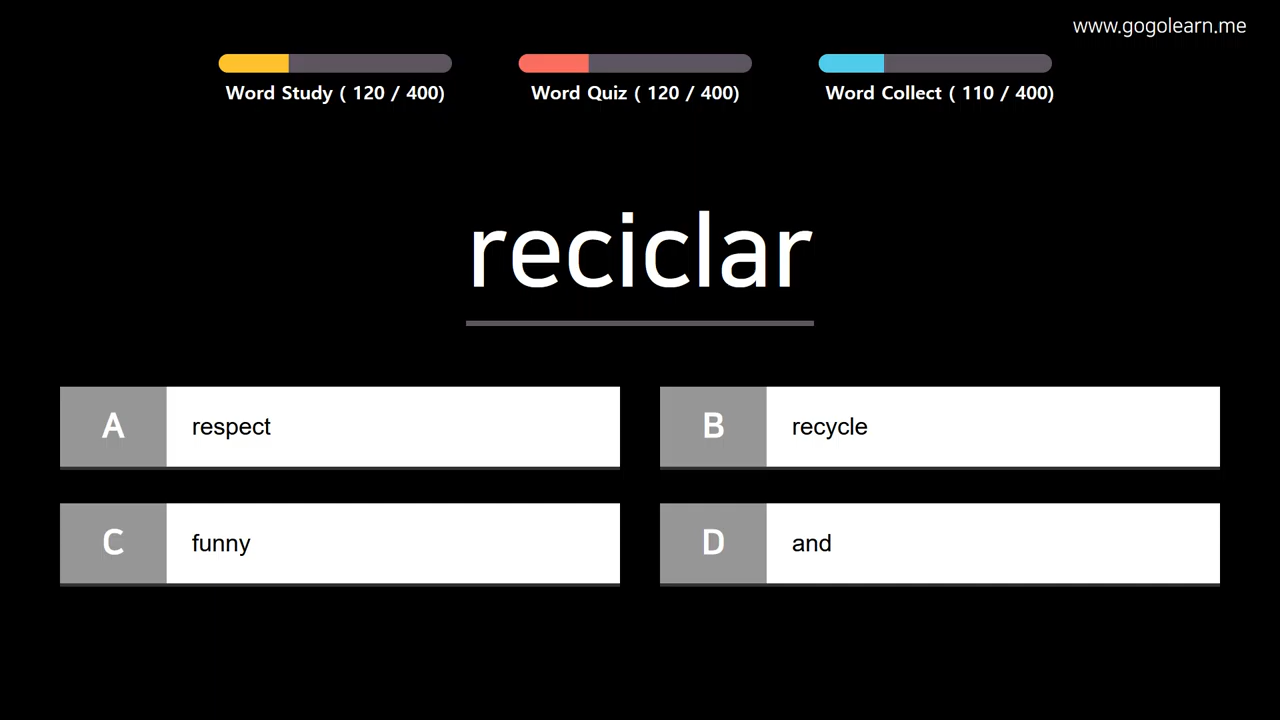 www.gogolearn.me
Word Study ( 120 / 400)
Word Quiz ( 120 / 400)
Word Collect ( 110 / 400)
reciclar
A respect
B recycle
C funny
D and